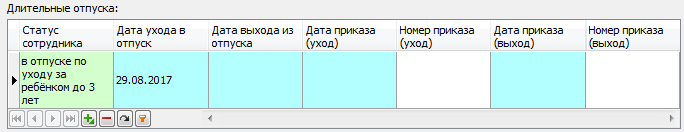 Длительные отпуска:
Статус сотрудника
Дата ухода в отпуск
Дата выхода из отпуска
Дата приказа (уход)
Номер приказа (уход)
Дата приказа (выход)
Номер приказа (выход)
в отпуске по
уходу за
ребёнком до 3
лет
29.08.2017